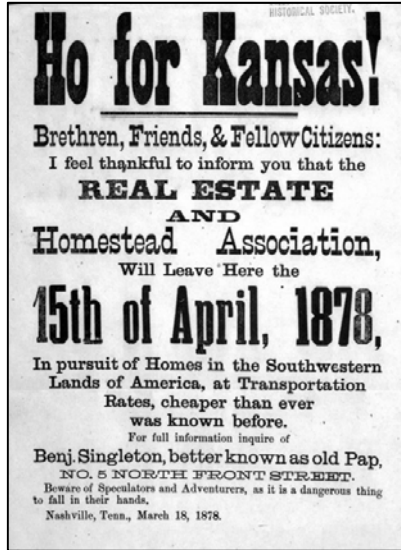 HISTORICAL SOCIETY.
Ho for Kansas!
Brethren, Friends, & Fellow Citizens:
I feel thankful to inform you that the
REAL ESTATE
AND
Homestead Association,
Will Leave Here the
15th of April, 1878,
In pursuit of Homes in the Southwestern
Lands of America, at Transportation
Rates, cheaper than ever
was known before.
For full information inquire of
Benj. Singleton, better known as old Pap,
NO. 5 NORTH FRONT STREET.
Beware of Speculators and Adventurers, as it is a dangerous thing
to fall in their hands.
Nashville, Tenn., March 18, 1878.